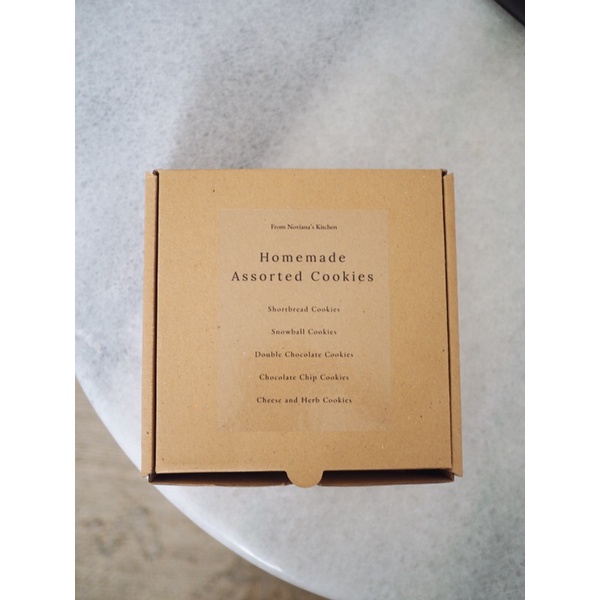 From Noviana's Kitchen
Homemade
Assorted Cookies
Shortbread Cookies
Snowball Cookies
Double Chocolate Cookies
Chocolate Chip Cookies
Cheese and Herb Cookies